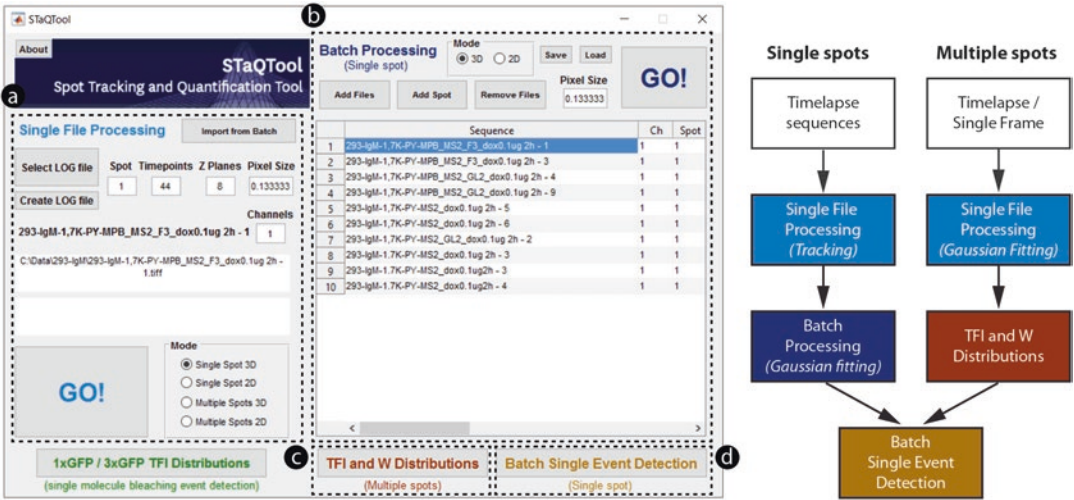 STaQTool
About
STaQTool
Spot Tracking and Quantification Tool
a
Single File Processing
Import from Batch
Select LOG file
Spot Timepoints Z Planes Pixel Size
1 44 8 0.133333
Create LOG file
Channels
293-IgM-1,7K-PY-MPB_MS2_F3_dox0.1ug 2h - 1 1
C:\Data\293-IgM\293-IgM-1,7K-PY-MPB_MS2_F3_dox0.1ug 2h -
1.tiff
GO!
Mode
Single Spot 3D
Single Spot 2D
Multiple Spots 3D
Multiple Spots 2D
1xGFP / 3xGFP TFI Distributions
(single molecule bleaching event detection)
b
Batch Processing
(Single spot)
Mode
3D 2D
Save Load
GO!
Add Files Add Spot Remove Files
Pixel Size
0.133333
Sequence Ch Spot
1 293-IgM-1,7K-PY-MPB_MS2_F3_dox0.1ug 2h - 1 1 1
2 293-IgM-1,7K-PY-MPB_MS2_F3_dox0.1ug 2h - 3 1 1
3 293-IgM-1,7K-PY-MPB_MS2_GL2_dox0.1ug 2h - 4 1 1
4 293-IgM-1,7K-PY-MPB_MS2_GL2_dox0.1ug 2h - 9 1 1
5 293-IgM-1,7K-PY-MS2_dox0.1ug 2h - 5 1 1
6 293-IgM-1,7K-PY-MS2_dox0.1ug 2h - 6 1 1
7 293-IgM-1,7K-PY-MS2_GL2_dox0.1ug 2h - 2 1 1
8 293-IgM-1.7K-PY-MS2_dox0.1ug 2h - 3 1 1
9 293-IgM-1.7K-PY-MS2_dox0.1ug2h - 3 1 1
10 293-IgM-1.7K-PY-MS2_dox0.1ug2h - 4 1 1
c
TFI and W Distributions
(Multiple spots)
Batch Single Event Detection
(Single spot)
d
Single spots
Multiple spots
Timelapse
sequences
Timelapse /
Single Frame
Single File
Processing
(Tracking)
Single File
Processing
(Gaussian Fitting)
Batch
Processing
(Gaussian fitting)
TFI and W
Distributions
Batch
Single Event
Detection